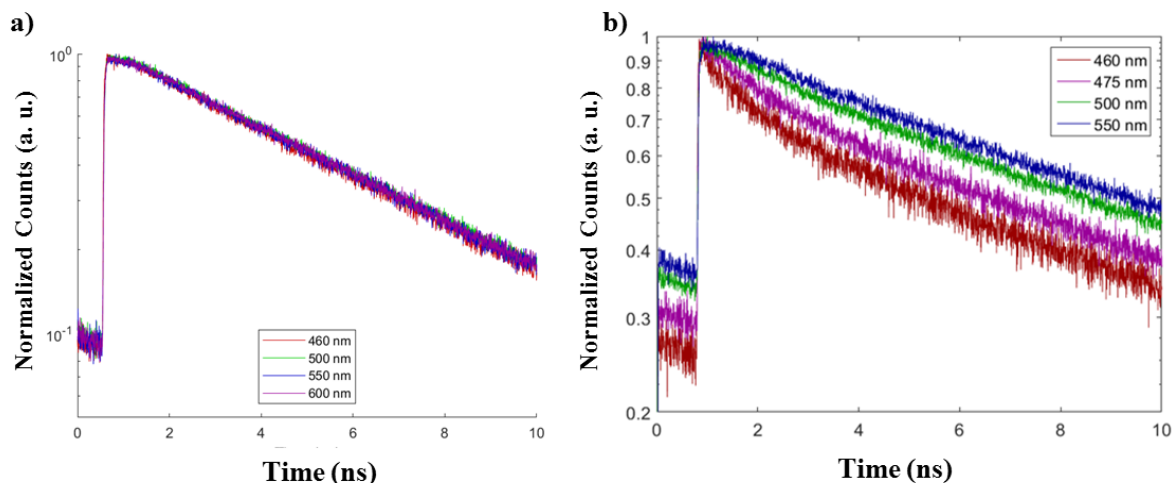 a)
Normalized Counts (a. u.)
10⁰
10⁻¹
460 nm
500 nm
550 nm
600 nm
0 2 4 6 8 10
Time (ns)
b)
Normalized Counts (a. u.)
1
0.9
0.8
0.7
0.6
0.5
0.4
0.3
0.2
460 nm
475 nm
500 nm
550 nm
0 2 4 6 8 10
Time (ns)